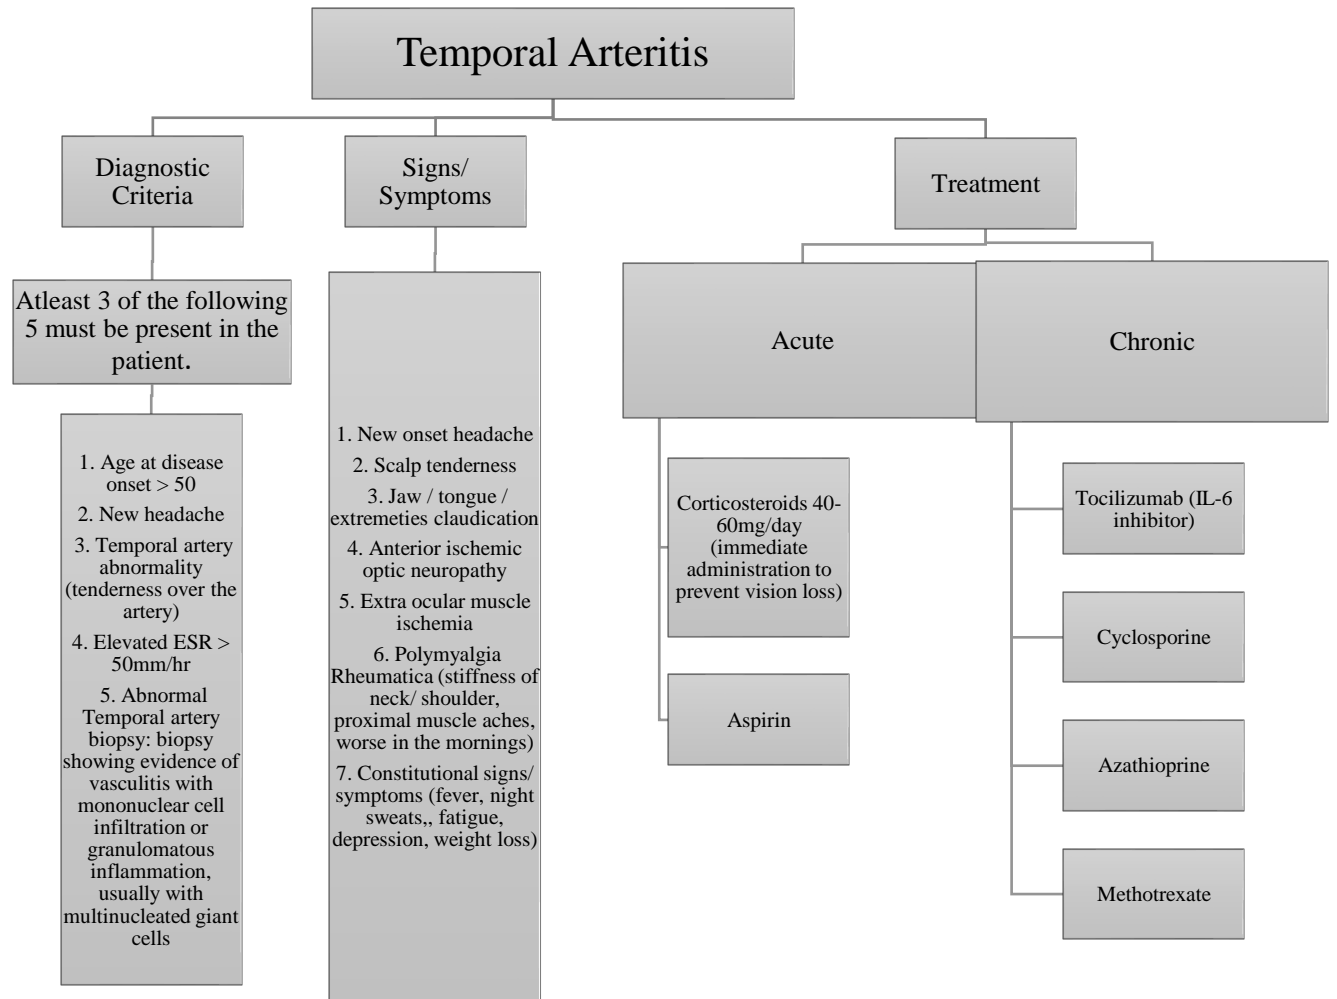 Temporal Arteritis
Diagnostic
Criteria
Atleast 3 of the following
5 must be present in the
patient.
1. Age at disease
onset > 50
2. New headache
3. Temporal artery
abnormality
(tenderness over the
artery)
4. Elevated ESR >
50mm/hr
5. Abnormal
Temporal artery
biopsy: biopsy
showing evidence of
vasculitis with
mononuclear cell
infiltration or
granulomatous
inflammation,
usually with
multinucleated giant
cells
Signs/
Symptoms
1. New onset headache
2. Scalp tenderness
3. Jaw / tongue /
extremeties claudication
4. Anterior ischemic
optic neuropathy
5. Extra ocular muscle
ischemia
6. Polymyalgia
Rheumatica (stiffness of
neck/ shoulder,
proximal muscle aches,
worse in the mornings)
7. Constitutional signs/
symptoms (fever, night
sweats,, fatigue,
depression, weight loss)
Treatment
Acute
Corticosteroids 40-
60mg/day
(immediate
administration to
prevent vision loss)
Aspirin
Chronic
Tocilizumab (IL-6
inhibitor)
Cyclosporine
Azathioprine
Methotrexate